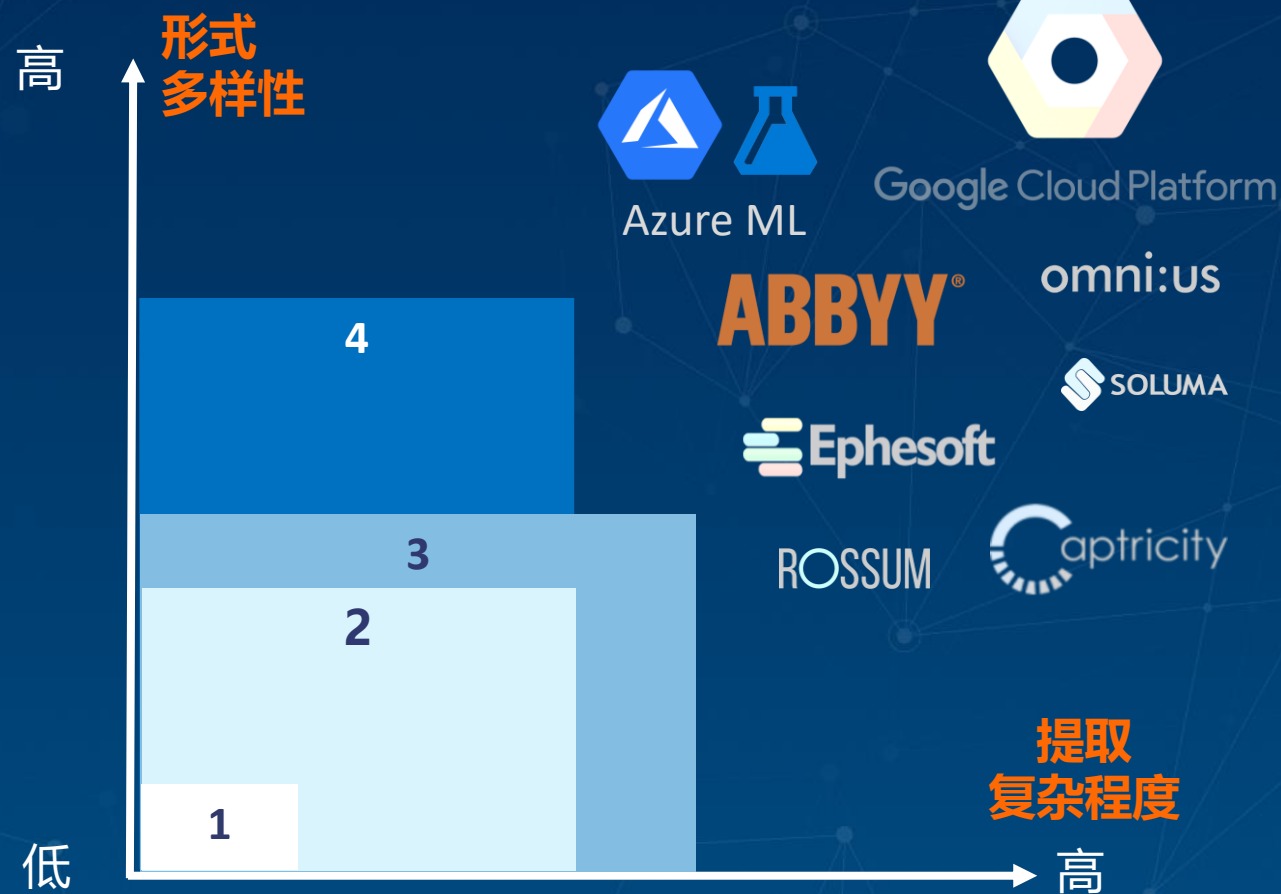 形式
多样性
高
Azure ML
Google Cloud Platform
omni:us
ABBYY®
4
SOLUMA
Ephesoft
3
aptricity
ROSSUM
2
提取
复杂程度
1
低
高